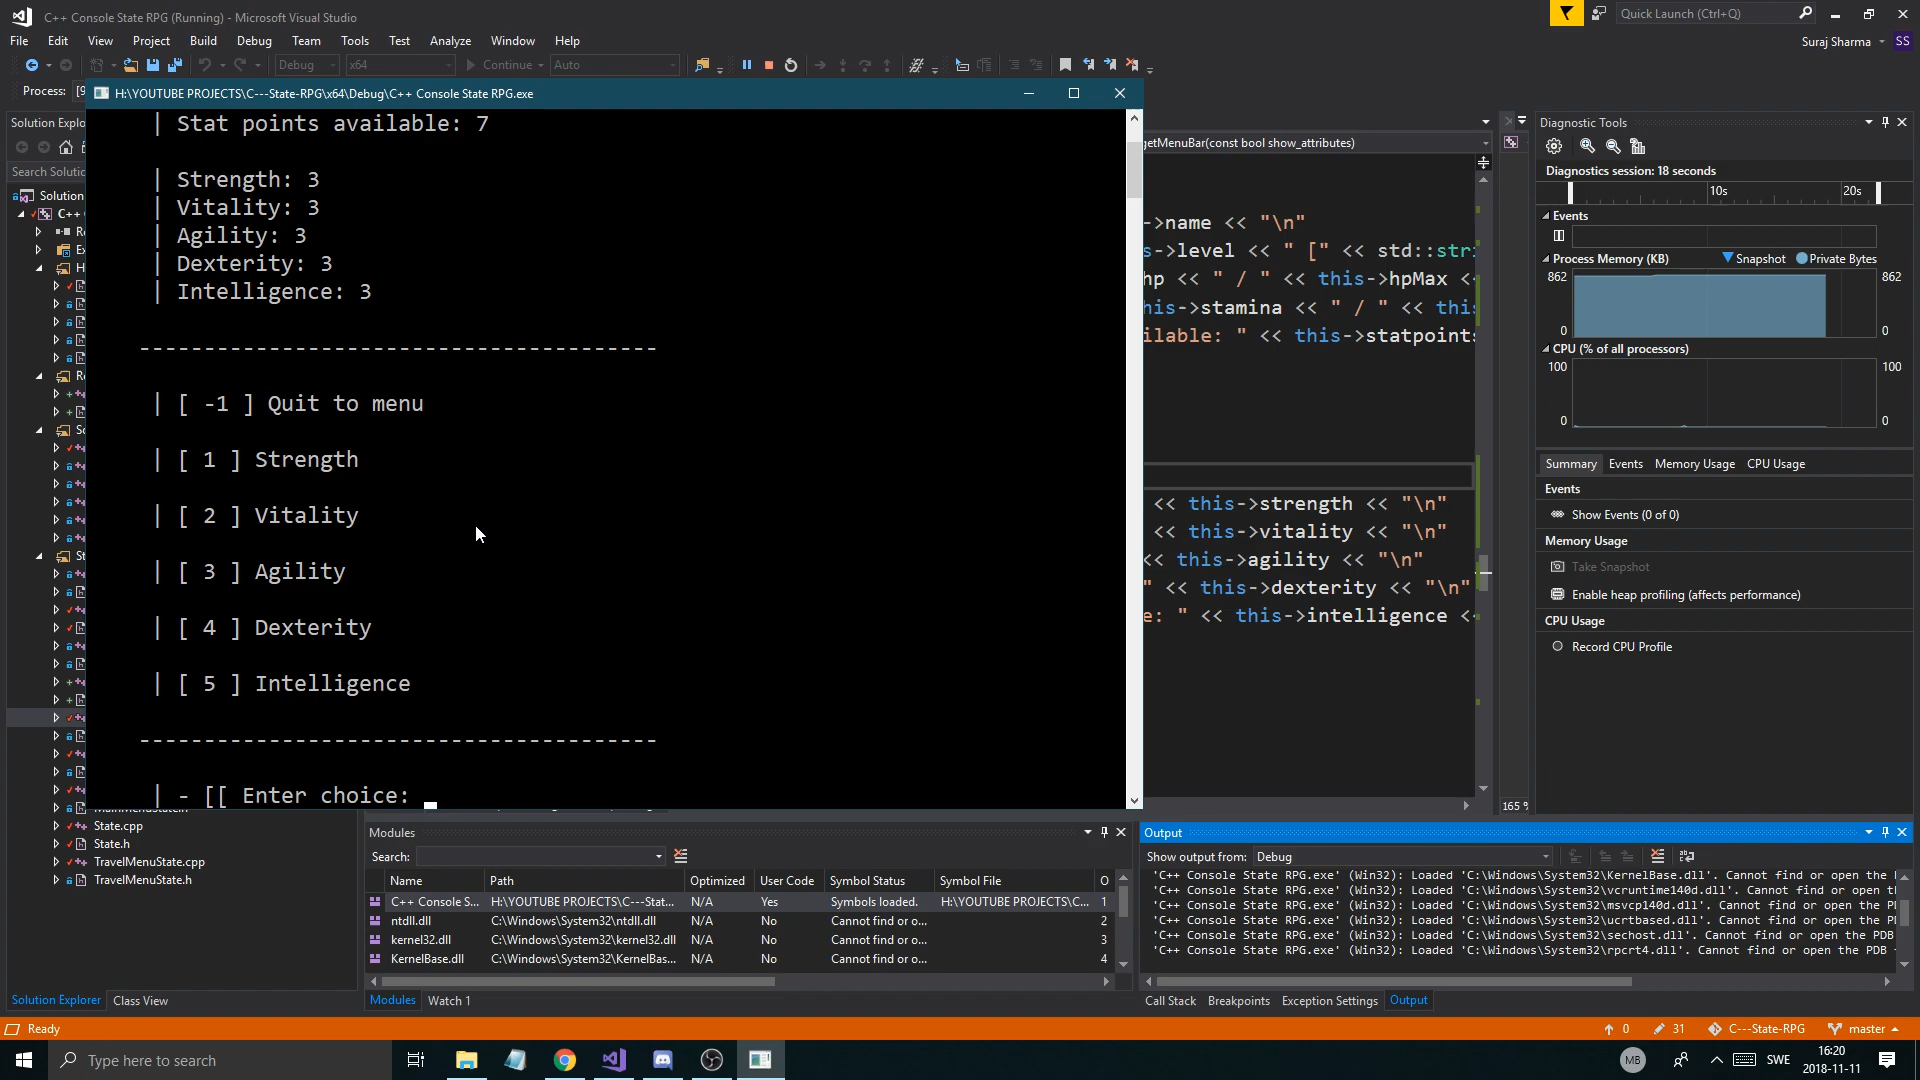 C++ Console State RPG (Running) - Microsoft Visual Studio
Quick Launch (Ctrl+Q)
File Edit View Project Build Debug Team Tools Test Analyze Window Help
Suraj Sharma SS
Debug x64 Continue Auto
Process: [9
H:\YOUTUBE PROJECTS\C---State-RPG\x64\Debug\C++ Console State RPG.exe
Solution Explo
Search Soluti
Solution
C++
| Stat points available: 7
| Strength: 3
| Vitality: 3
| Agility: 3
| Dexterity: 3
| Intelligence: 3
----------------------------------------
| [ -1 ] Quit to menu
| [ 1 ] Strength
| [ 2 ] Vitality
| [ 3 ] Agility
| [ 4 ] Dexterity
| [ 5 ] Intelligence
----------------------------------------
| - [[ Enter choice:
getMenuBar(const bool show_attributes)
->name << "\n"
s->level << " [" << std::stri
hp << " / " << this->hpMax <<
his->stamina << " / " << this
ilable: " << this->statpoints
<< this->strength << "\n"
<< this->vitality << "\n"
<< this->agility << "\n"
" << this->dexterity << "\n"
e: " << this->intelligence <<
165 %
Diagnostic Tools
Diagnostics session: 18 seconds
10s 20s
Events
Process Memory (KB) Snapshot Private Bytes
862 862
0 0
CPU (% of all processors)
100 100
0 0
Summary Events Memory Usage CPU Usage
Events
Show Events (0 of 0)
Memory Usage
Take Snapshot
Enable heap profiling (affects performance)
CPU Usage
Record CPU Profile
State.cpp
State.h
TravelMenuState.cpp
TravelMenuState.h
Solution Explorer Class View
Modules
Search:
Name Path Optimized User Code Symbol Status Symbol File O
C++ Console S... H:\YOUTUBE PROJECTS\C---Stat... N/A Yes Symbols loaded. H:\YOUTUBE PROJECTS\C... 1
ntdll.dll C:\Windows\System32\ntdll.dll N/A No Cannot find or o... 2
kernel32.dll C:\Windows\System32\kernel32.dll N/A No Cannot find or o... 3
KernelBase.dll C:\Windows\System32\KernelBas... N/A No Cannot find or o... 4
Modules Watch 1
Output
Show output from: Debug
'C++ Console State RPG.exe' (Win32): Loaded 'C:\Windows\System32\KernelBase.dll'. Cannot find or open the
'C++ Console State RPG.exe' (Win32): Loaded 'C:\Windows\System32\vcruntime140d.dll'. Cannot find or open
'C++ Console State RPG.exe' (Win32): Loaded 'C:\Windows\System32\msvcp140d.dll'. Cannot find or open the P
'C++ Console State RPG.exe' (Win32): Loaded 'C:\Windows\System32\ucrtbased.dll'. Cannot find or open the P
'C++ Console State RPG.exe' (Win32): Loaded 'C:\Windows\System32\sechost.dll'. Cannot find or open the PDB
'C++ Console State RPG.exe' (Win32): Loaded 'C:\Windows\System32\rpcrt4.dll'. Cannot find or open the PDB
Call Stack Breakpoints Exception Settings Output
Ready
0 31 C---State-RPG master
Type here to search
MB SWE
16:20
2018-11-11